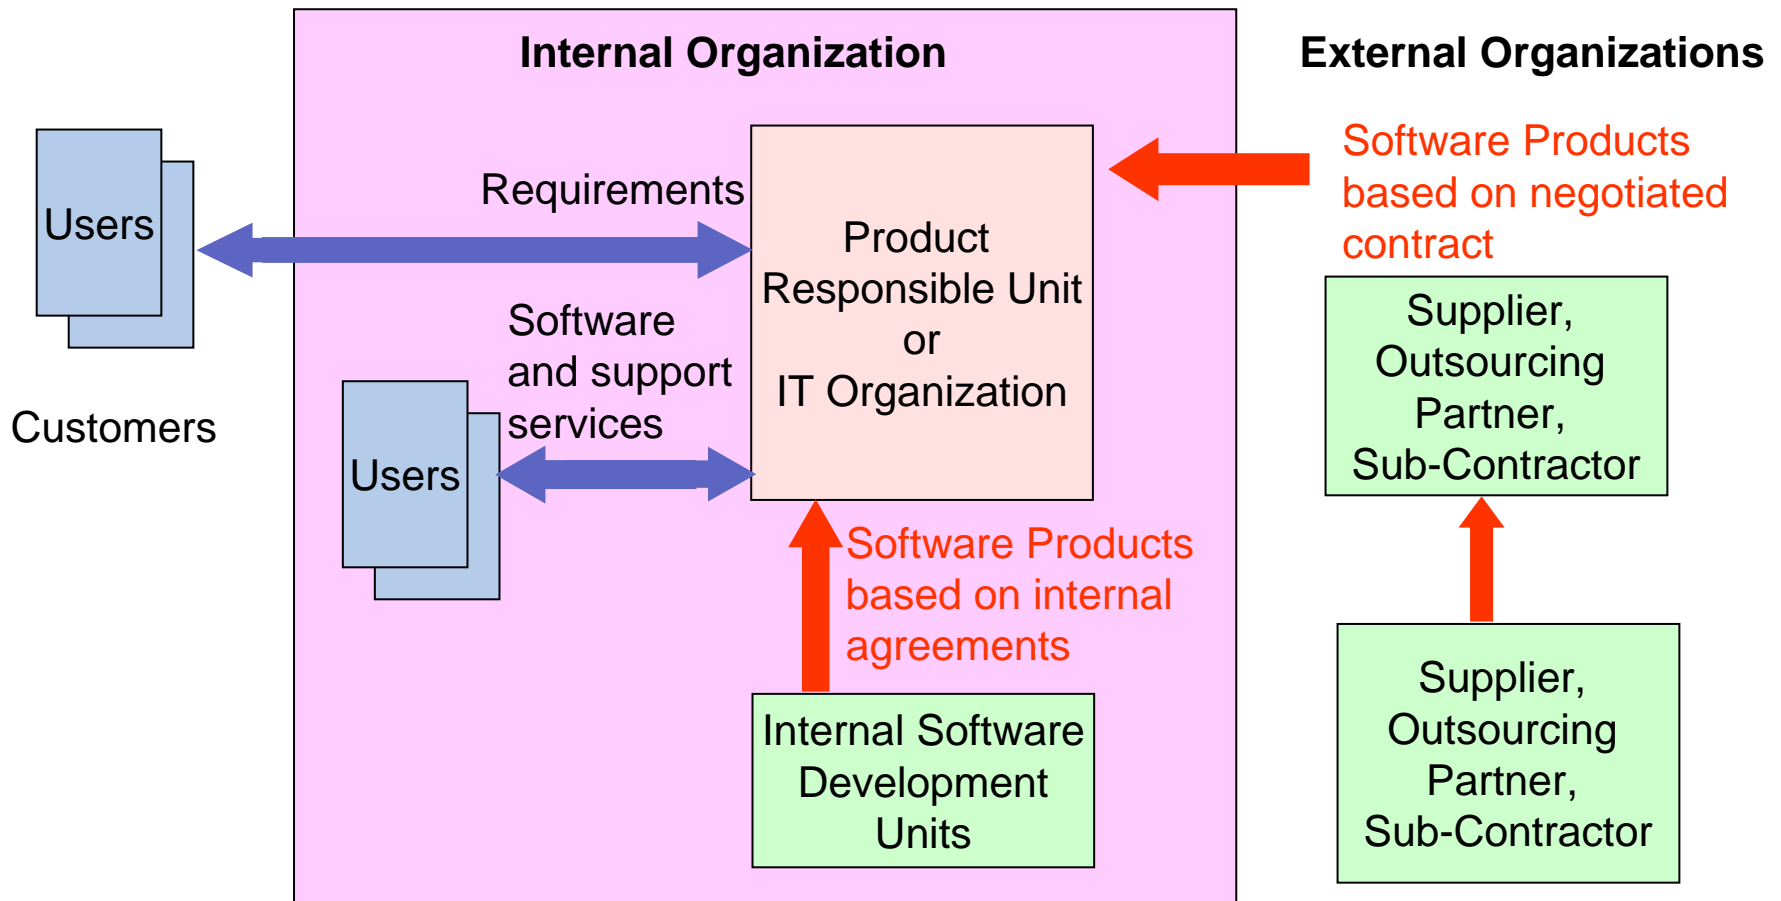 Internal Organization
External Organizations
Users
Customers
Requirements
Software
and support
services
Users
Product
Responsible Unit
or
IT Organization
Software Products
based on internal
agreements
Internal Software
Development
Units
Software Products
based on negotiated
contract
Supplier,
Outsourcing
Partner,
Sub-Contractor
Supplier,
Outsourcing
Partner,
Sub-Contractor